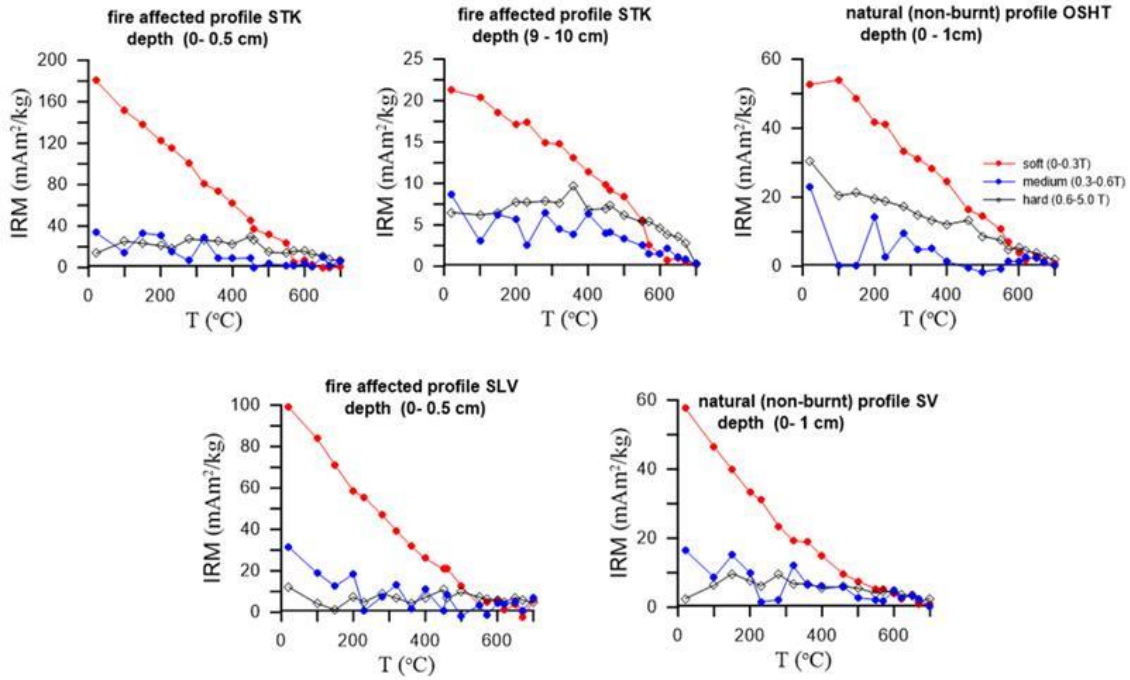 fire affected profile STK
depth (0- 0.5 cm)
200
160
120
80
40
0
IRM (mAm²/kg)
0 200 400 600
T (°C)
fire affected profile STK
depth (9 - 10 cm)
25
20
15
10
5
0
IRM (mAm²/kg)
0 200 400 600
T (°C)
natural (non-burnt) profile OSHT
depth (0 - 1cm)
60
40
20
0
IRM (mAm²/kg)
0 200 400 600
T (°C)
soft (0-0.3T)
medium (0.3-0.6T)
hard (0.6-5.0 T)
fire affected profile SLV
depth (0- 0.5 cm)
100
80
60
40
20
0
IRM (mAm²/kg)
0 200 400 600
T (°C)
natural (non-burnt) profile SV
depth (0- 1 cm)
60
40
20
0
IRM (mAm²/kg)
0 200 400 600
T (°C)